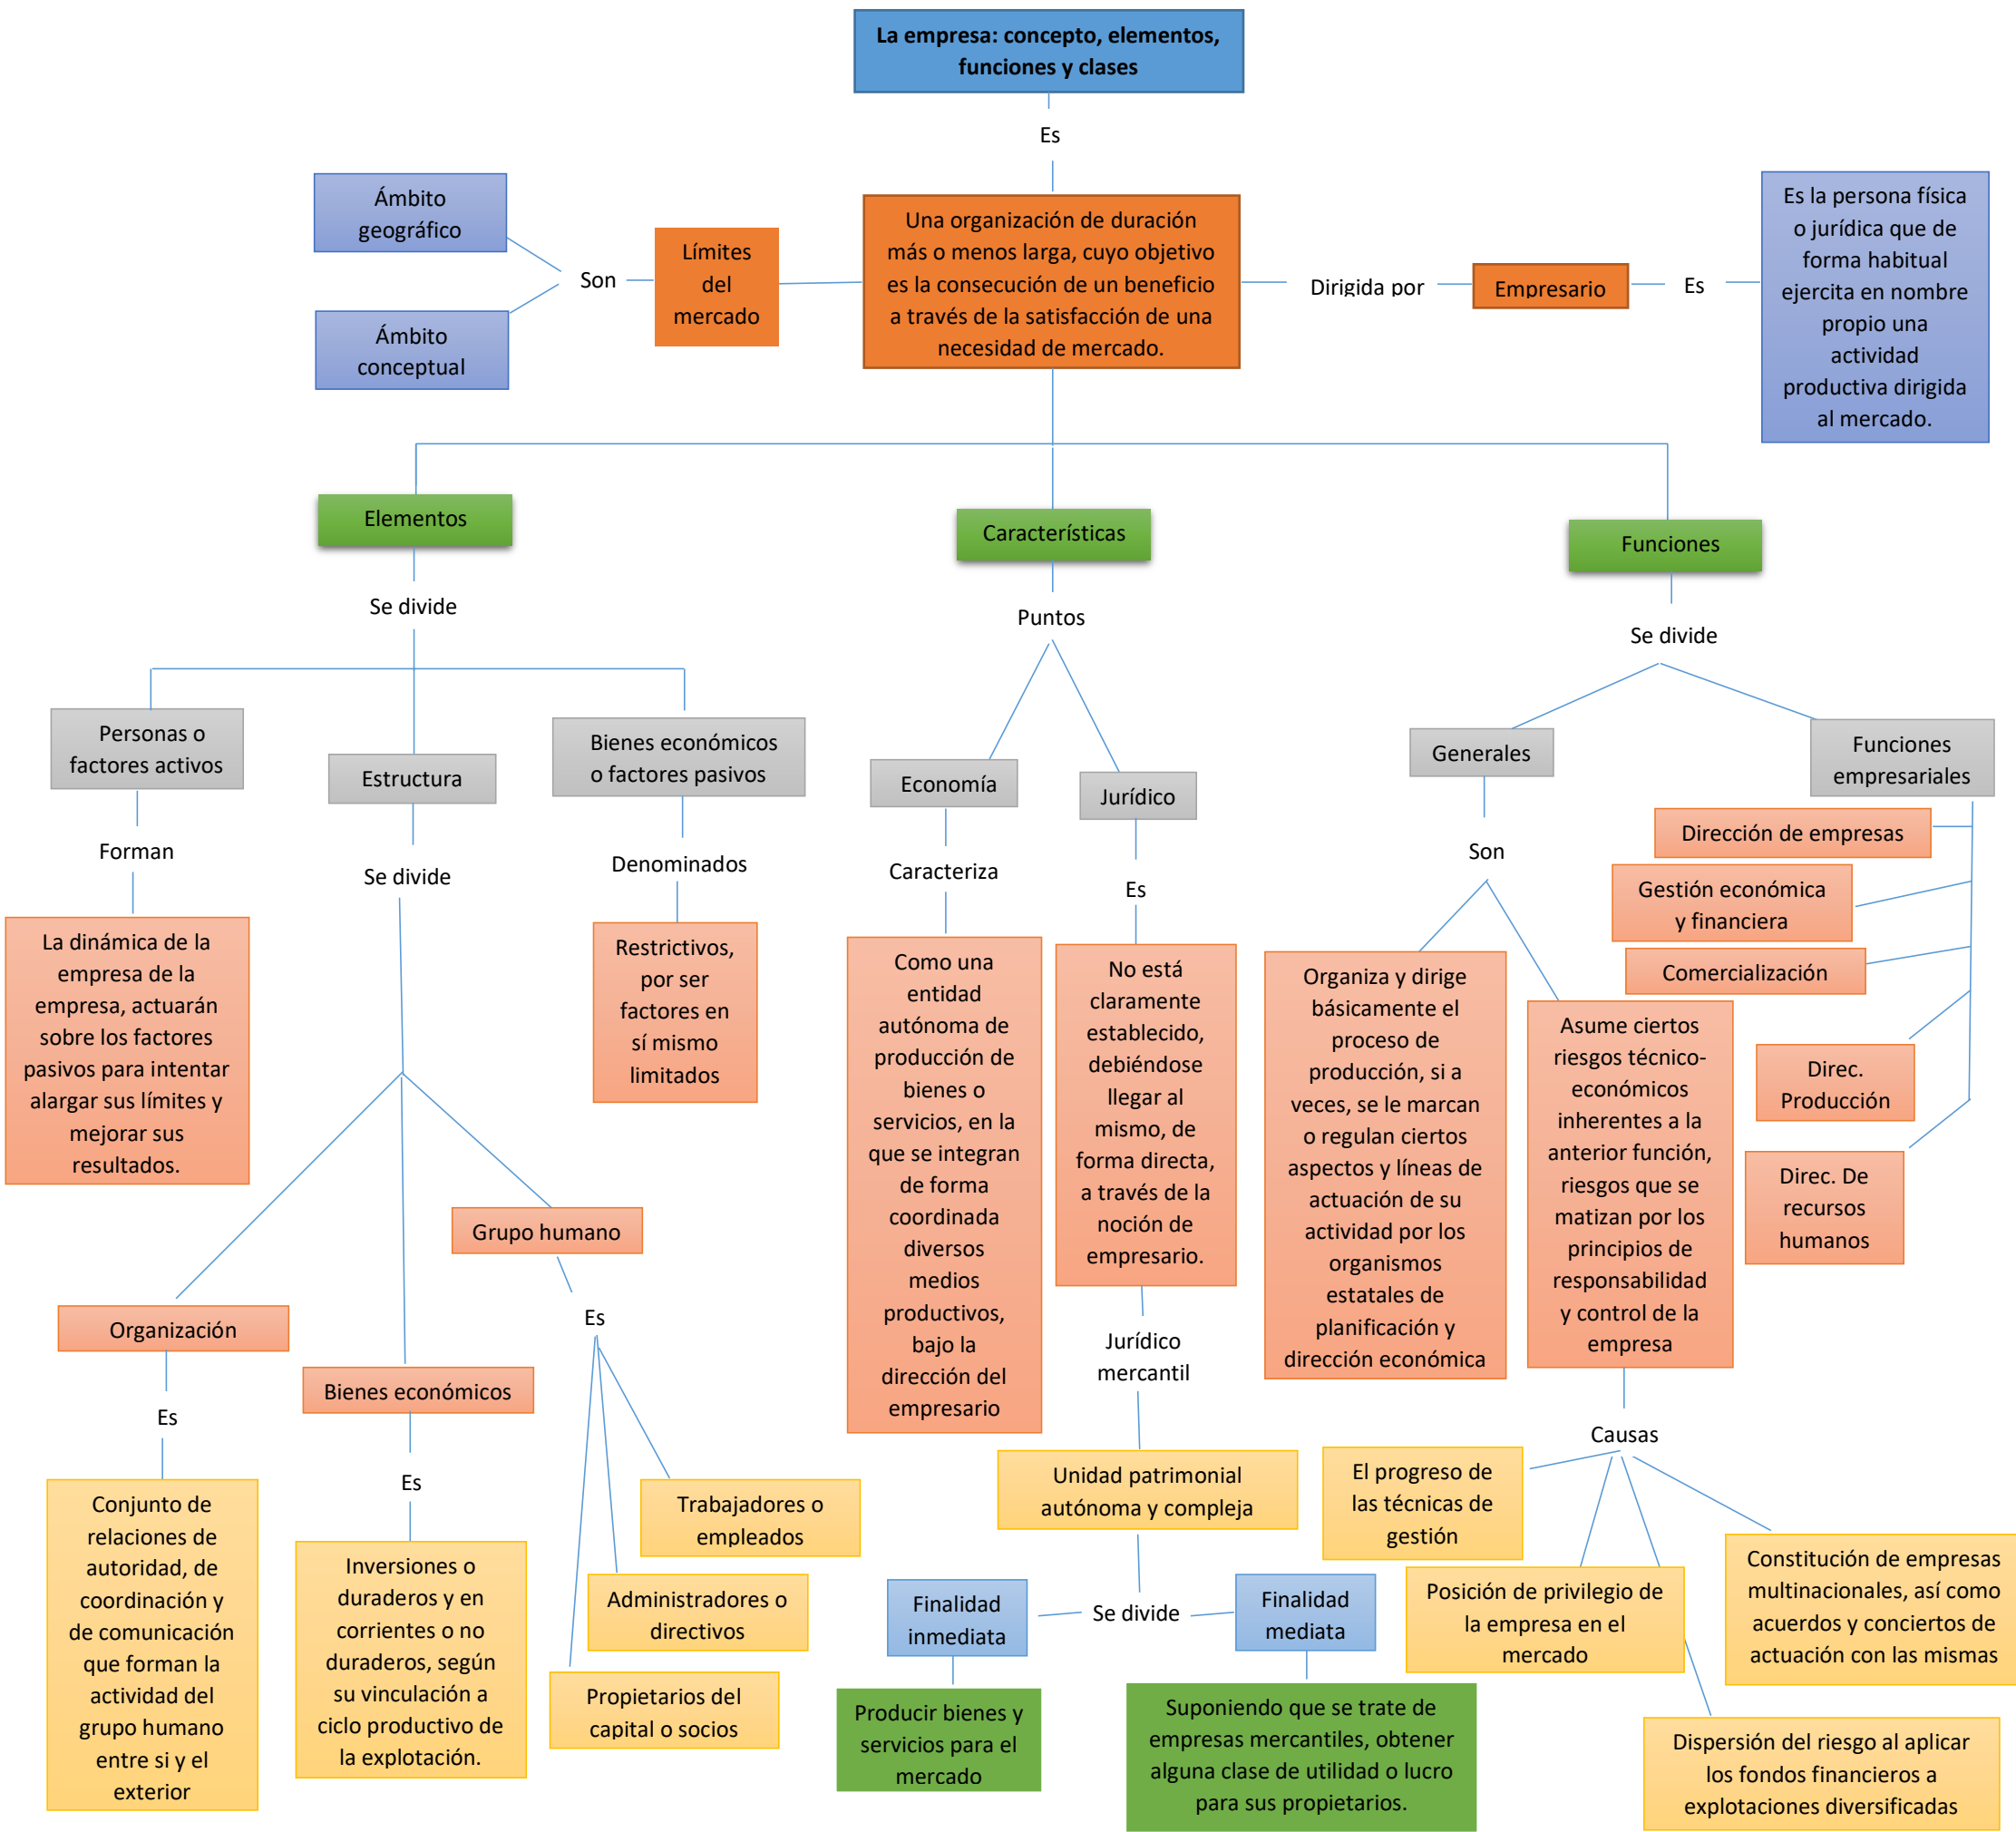 La empresa: concepto, elementos,
funciones y clases
Es
Ámbito
geográfico
Ámbito
conceptual
Son
Límites
del
mercado
Una organización de duración
más o menos larga, cuyo objetivo
es la consecución de un beneficio
a través de la satisfacción de una
necesidad de mercado.
Dirigida por
Empresario
Es
Es la persona física
o jurídica que de
forma habitual
ejercita en nombre
propio una
actividad
productiva dirigida
al mercado.
Elementos
Se divide
Personas o
factores activos
Forman
La dinámica de la
empresa de la
empresa, actuarán
sobre los factores
pasivos para intentar
alargar sus límites y
mejorar sus
resultados.
Estructura
Se divide
Bienes económicos
o factores pasivos
Denominados
Restrictivos,
por ser
factores en
sí mismo
limitados
Organización
Es
Conjunto de
relaciones de
autoridad, de
coordinación y
de comunicación
que forman la
actividad del
grupo humano
entre si y el
exterior
Bienes económicos
Es
Inversiones o
duraderos y en
corrientes o no
duraderos, según
su vinculación a
ciclo productivo de
la explotación.
Grupo humano
Es
Trabajadores o
empleados
Administradores o
directivos
Propietarios del
capital o socios
Características
Puntos
Economía
Caracteriza
Como una
entidad
autónoma de
producción de
bienes o
servicios, en la
que se integran
de forma
coordinada
diversos
medios
productivos,
bajo la
dirección del
empresario
Jurídico
Es
No está
claramente
establecido,
debiéndose
llegar al
mismo, de
forma directa,
a través de la
noción de
empresario.
Jurídico
mercantil
Unidad patrimonial
autónoma y compleja
Se divide
Finalidad
inmediata
Producir bienes y
servicios para el
mercado
Finalidad
mediata
Suponiendo que se trate de
empresas mercantiles, obtener
alguna clase de utilidad o lucro
para sus propietarios.
Funciones
Se divide
Generales
Son
Organiza y dirige
básicamente el
proceso de
producción, si a
veces, se le marcan
o regulan ciertos
aspectos y líneas de
actuación de su
actividad por los
organismos
estatales de
planificación y
dirección económica
Asume ciertos
riesgos técnico-
económicos
inherentes a la
anterior función,
riesgos que se
matizan por los
principios de
responsabilidad
y control de la
empresa
Causas
El progreso de
las técnicas de
gestión
Posición de privilegio de
la empresa en el
mercado
Dispersión del riesgo al aplicar
los fondos financieros a
explotaciones diversificadas
Constitución de empresas
multinacionales, así como
acuerdos y conciertos de
actuación con las mismas
Funciones
empresariales
Dirección de empresas
Gestión económica
y financiera
Comercialización
Direc.
Producción
Direc. De
recursos
humanos